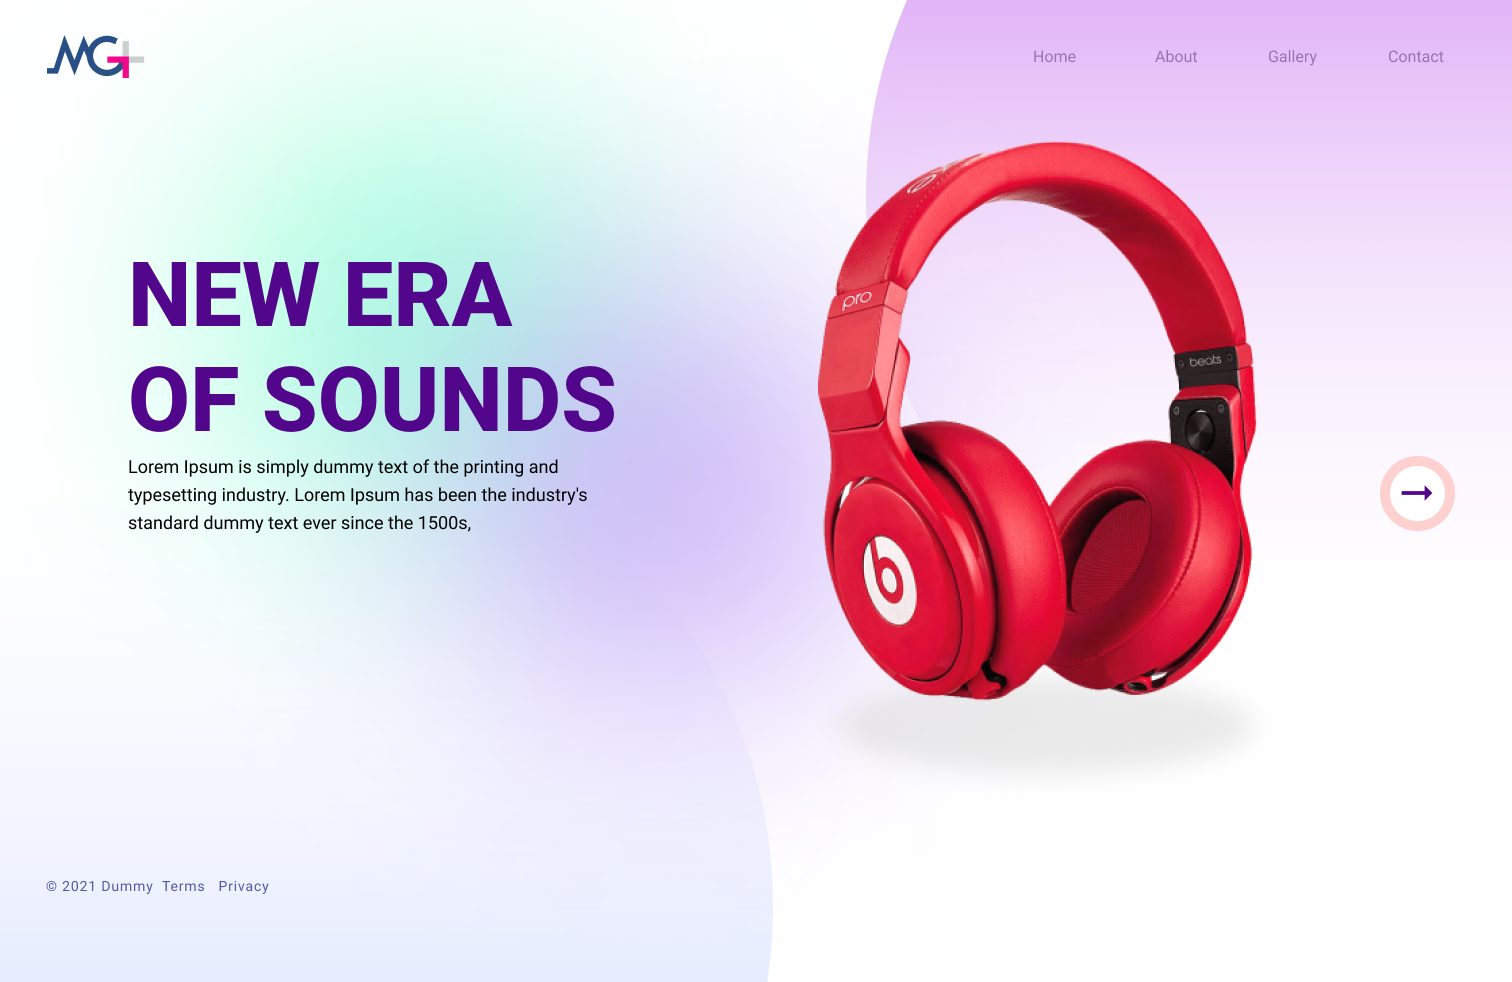 MG
Home About Gallery Contact
NEW ERA
OF SOUNDS
Lorem Ipsum is simply dummy text of the printing and
typesetting industry. Lorem Ipsum has been the industry's
standard dummy text ever since the 1500s,
pro
beats
b
© 2021 Dummy Terms Privacy